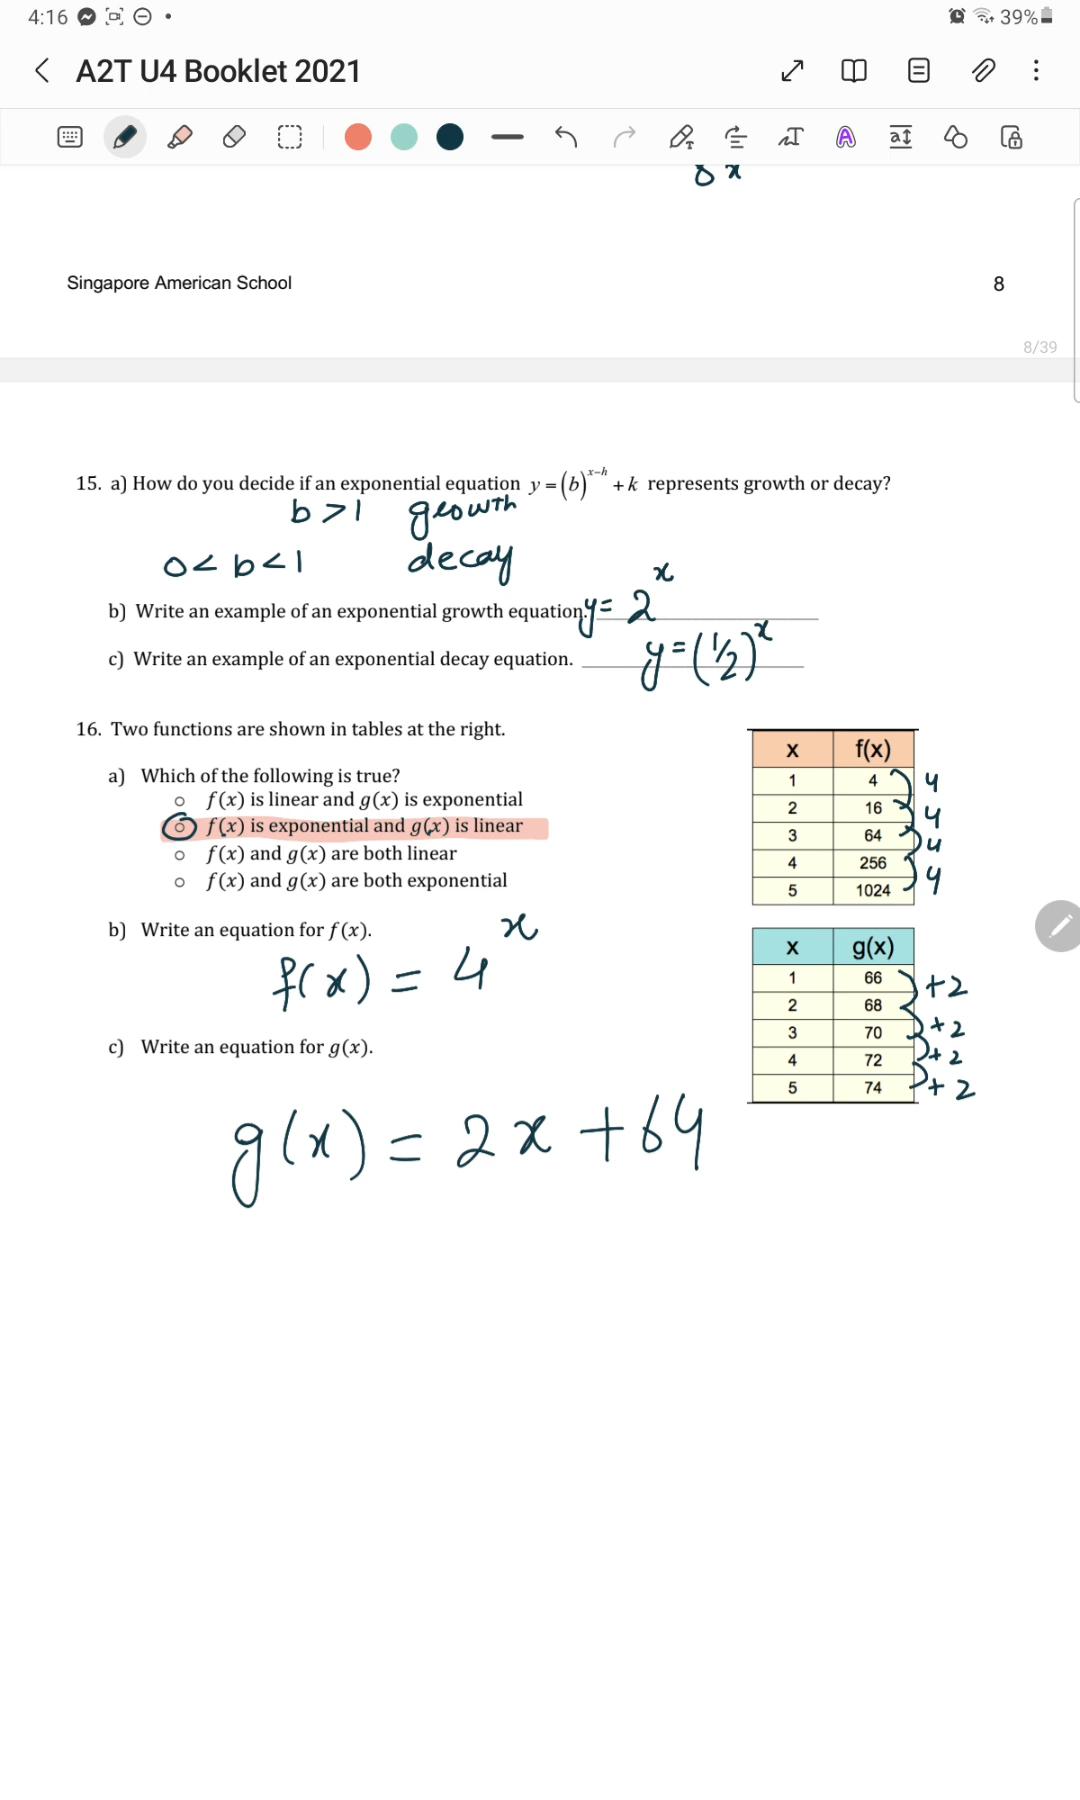 4:16 39%
A2T U4 Booklet 2021
8 x
Singapore American School 8
8/39
15. a) How do you decide if an exponential equation y = (b)^(x-h) + k represents growth or decay?
b > 1 growth
0 < b < 1 decay
b) Write an example of an exponential growth equation. y = 2^x
c) Write an example of an exponential decay equation. y = (1/2)^x
16. Two functions are shown in tables at the right.
a) Which of the following is true?
o f(x) is linear and g(x) is exponential
o f(x) is exponential and g(x) is linear
o f(x) and g(x) are both linear
o f(x) and g(x) are both exponential
x f(x)
1 4
2 16
3 64
4 256
5 1024
4
4
4
4
b) Write an equation for f(x).
f(x) = 4^x
x g(x)
1 66
2 68
3 70
4 72
5 74
+2
+2
+2
+2
c) Write an equation for g(x).
g(x) = 2x + 64